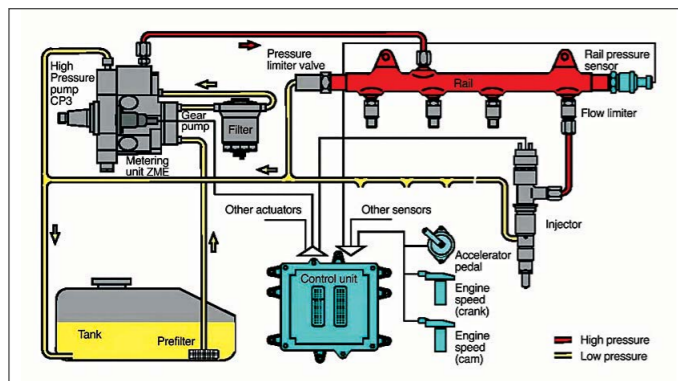 High
Pressure
pump
CP3
Gear
pump
Metering
unit ZME
Filter
Pressure
limiter valve
Rail
Rail pressure
sensor
Flow limiter
Injector
Other actuators
Other sensors
Control unit
Accelerator
pedal
Engine
speed
(crank)
Engine
speed
(cam)
Tank
Prefilter
High pressure
Low pressure